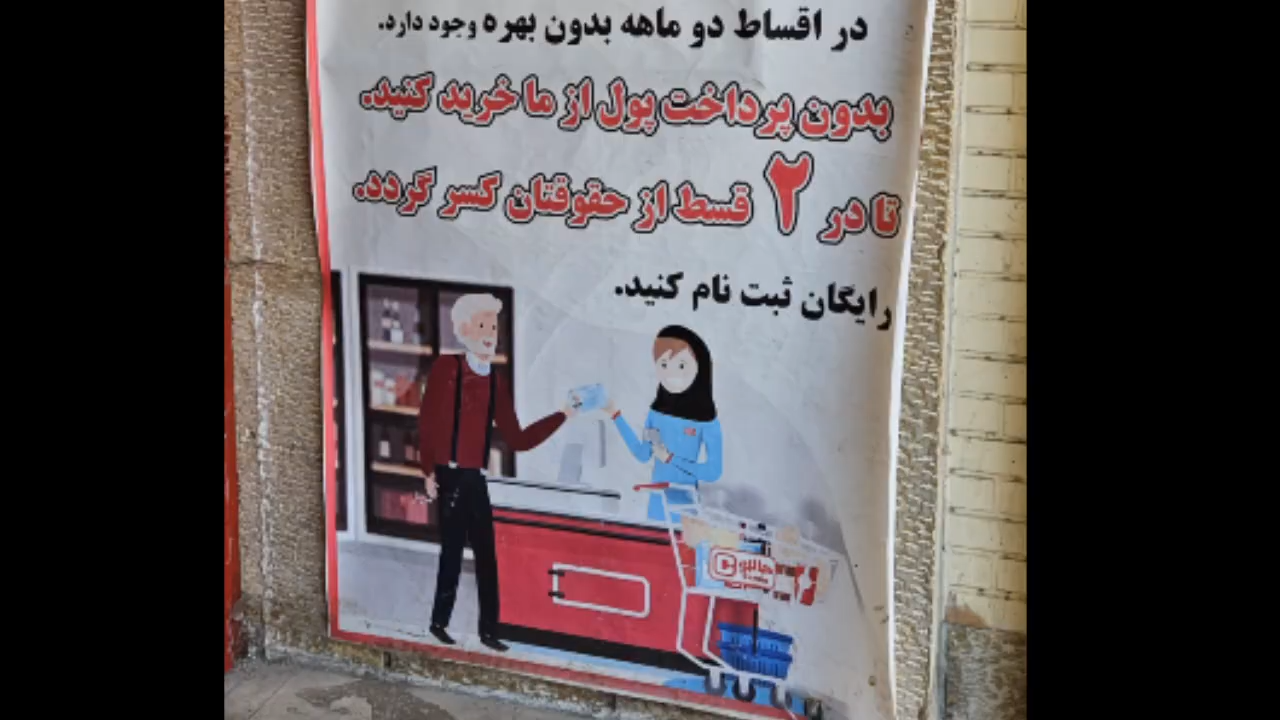 در اقساط دو ماهه بدون بهره وجود دارد.
بدون پرداخت پول از ما خرید کنید.
تا در ۲ قسط از حقوقتان کسر گردد.
رایگان ثبت نام کنید.